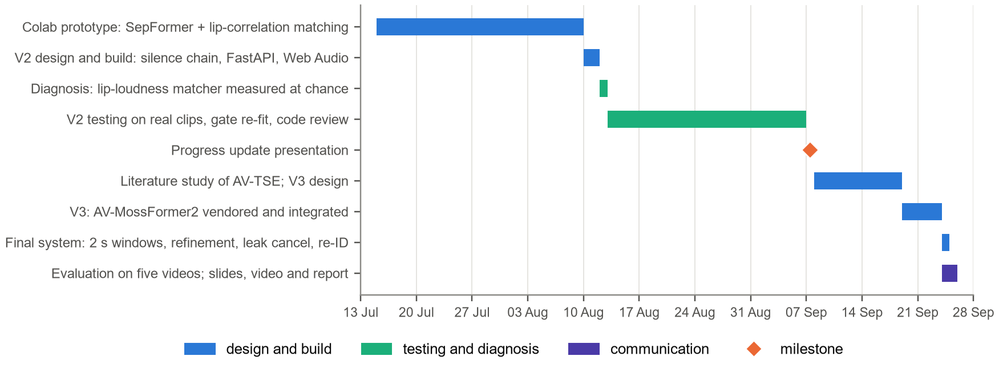 Colab prototype: SepFormer + lip-correlation matching
V2 design and build: silence chain, FastAPI, Web Audio
Diagnosis: lip-loudness matcher measured at chance
V2 testing on real clips, gate re-fit, code review
Progress update presentation
Literature study of AV-TSE; V3 design
V3: AV-MossFormer2 vendored and integrated
Final system: 2 s windows, refinement, leak cancel, re-ID
Evaluation on five videos; slides, video and report
13 Jul 20 Jul 27 Jul 03 Aug 10 Aug 17 Aug 24 Aug 31 Aug 07 Sep 14 Sep 21 Sep 28 Sep
design and build testing and diagnosis communication milestone